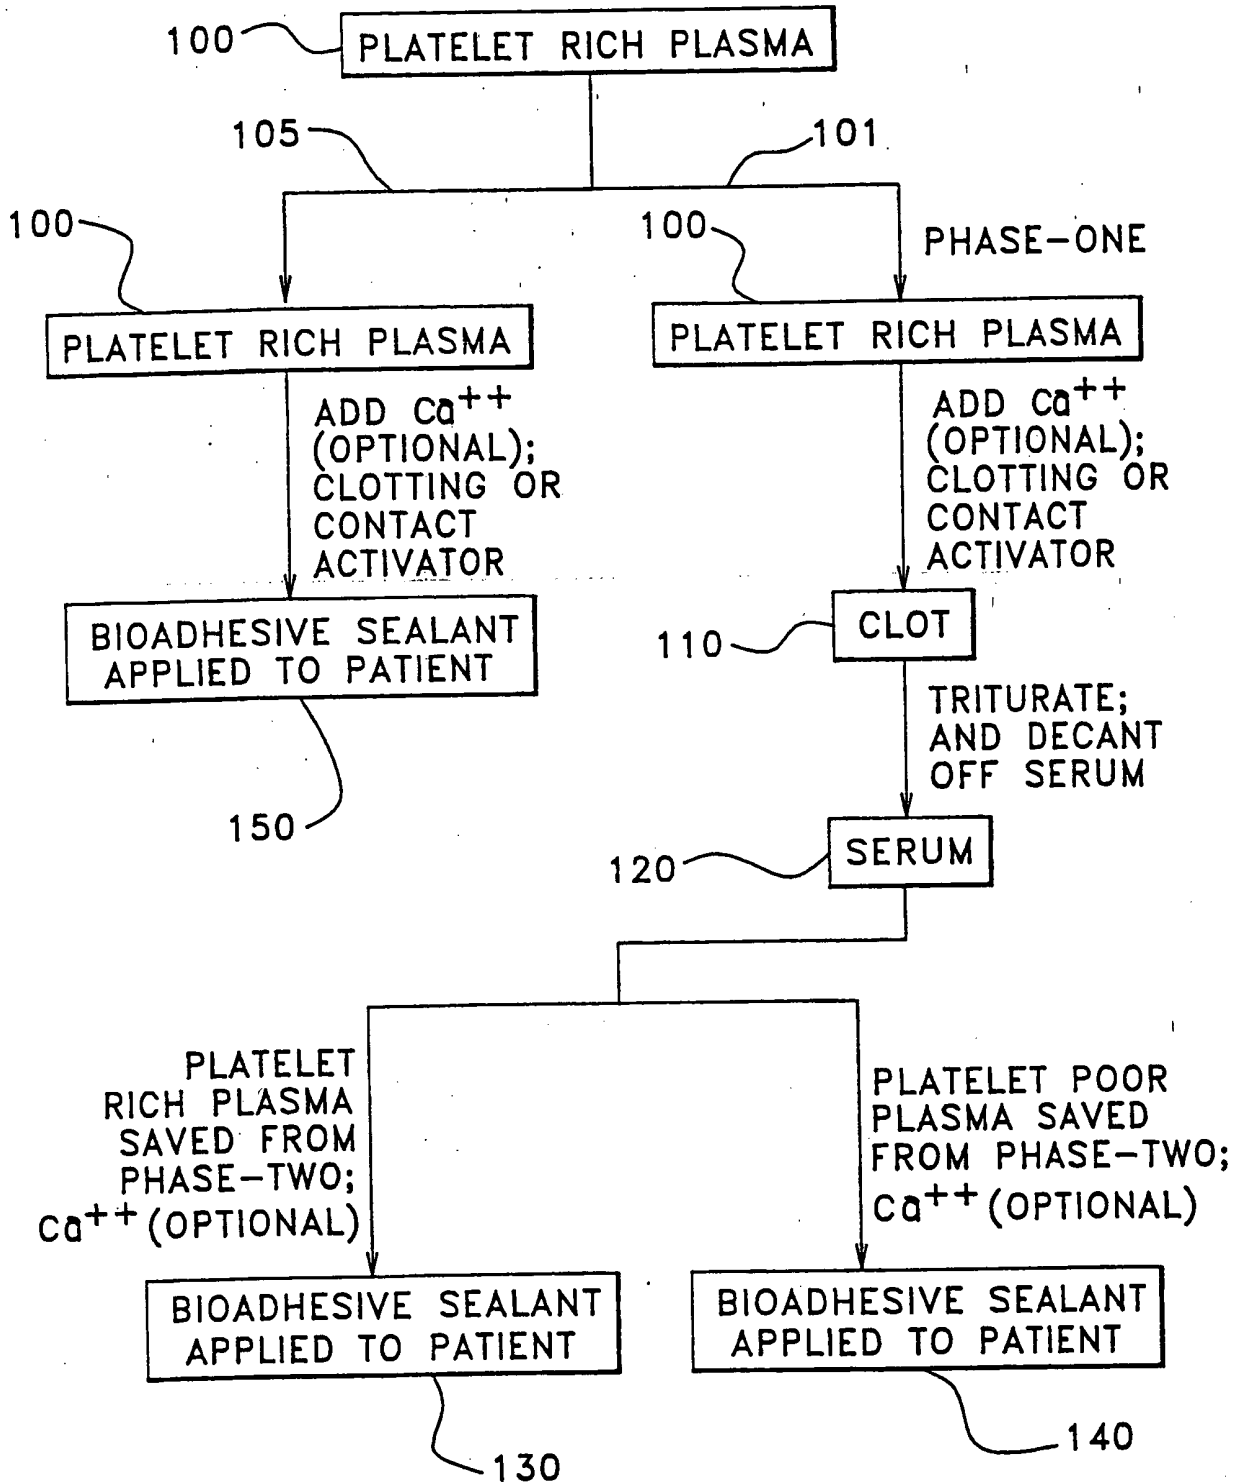 100
PLATELET RICH PLASMA
105
101
100
100
PHASE-ONE
PLATELET RICH PLASMA
PLATELET RICH PLASMA
ADD Ca++
(OPTIONAL);
CLOTTING OR
CONTACT
ACTIVATOR
ADD Ca++
(OPTIONAL);
CLOTTING OR
CONTACT
ACTIVATOR
BIOADHESIVE SEALANT
APPLIED TO PATIENT
150
110
CLOT
TRITURATE;
AND DECANT
OFF SERUM
120
SERUM
PLATELET
RICH PLASMA
SAVED FROM
PHASE-TWO;
Ca++ (OPTIONAL)
PLATELET POOR
PLASMA SAVED
FROM PHASE-TWO;
Ca++ (OPTIONAL)
BIOADHESIVE SEALANT
APPLIED TO PATIENT
BIOADHESIVE SEALANT
APPLIED TO PATIENT
130
140